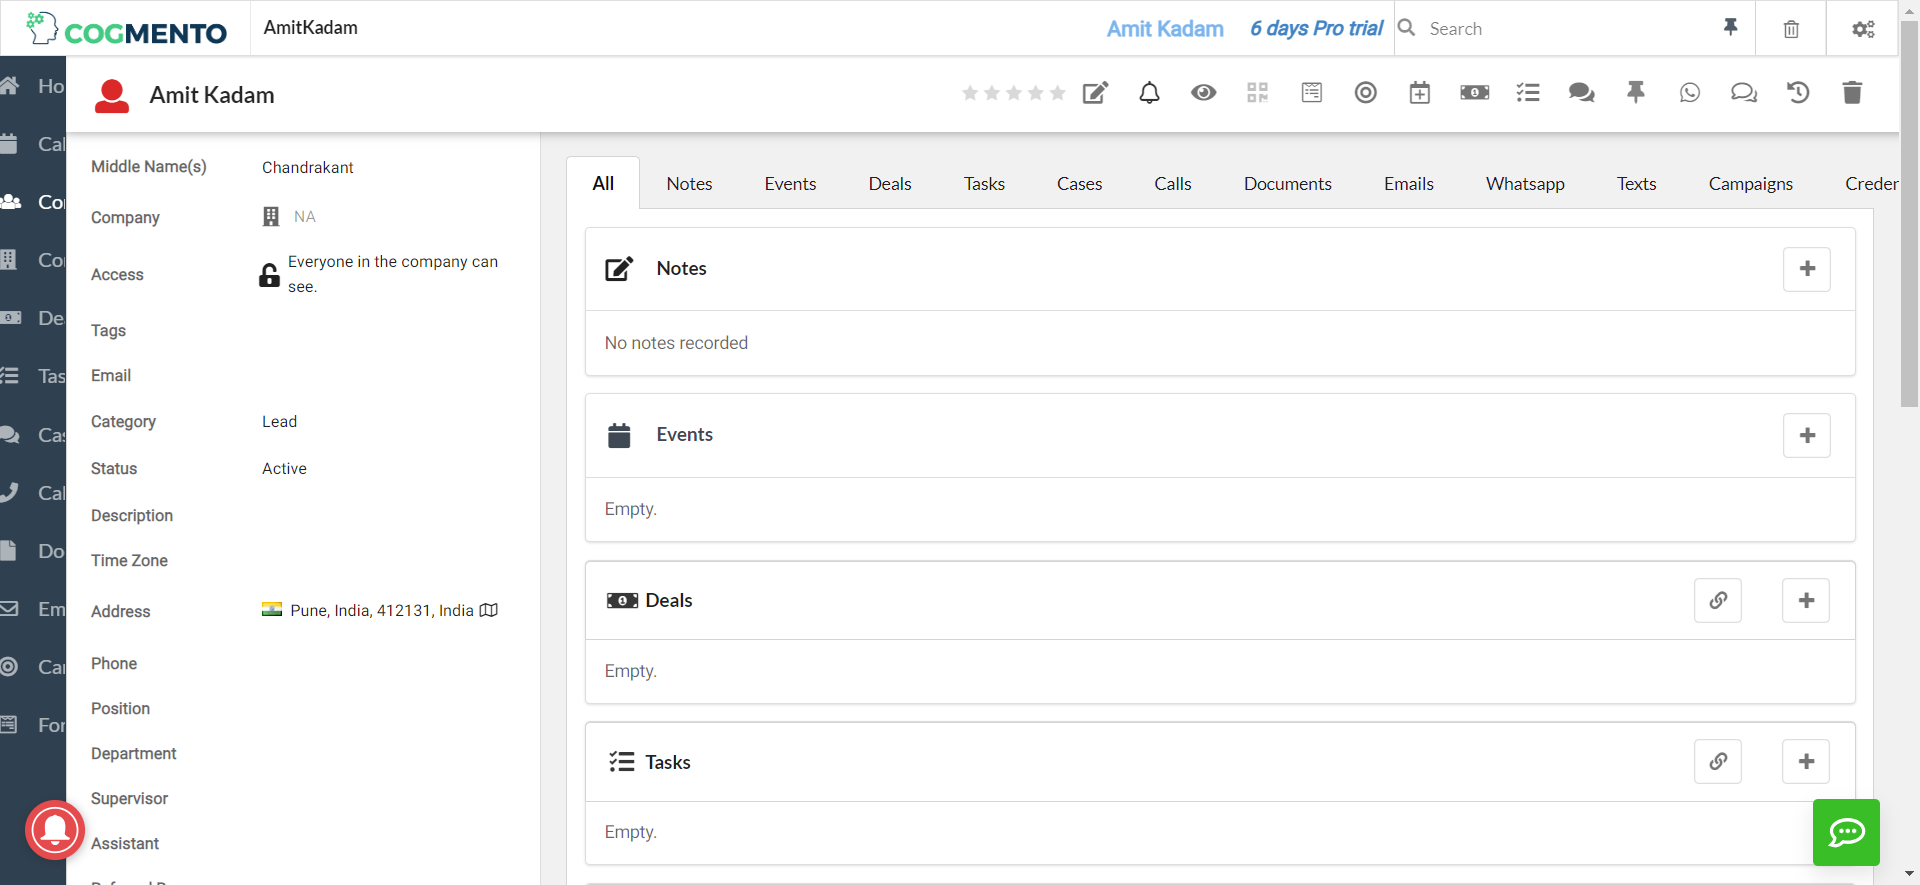 COGMENTO
AmitKadam
Amit Kadam
6 days Pro trial
Search
Ho
Cal
Co
Co
De
Tas
Cas
Cal
Do
Em
Ca
For
Amit Kadam
Middle Name(s) Chandrakant
Company NA
Access Everyone in the company can
see.
Tags
Email
Category Lead
Status Active
Description
Time Zone
Address Pune, India, 412131, India
Phone
Position
Department
Supervisor
Assistant
All Notes Events Deals Tasks Cases Calls Documents Emails Whatsapp Texts Campaigns Creder
Notes
No notes recorded
Events
Empty.
Deals
Empty.
Tasks
Empty.